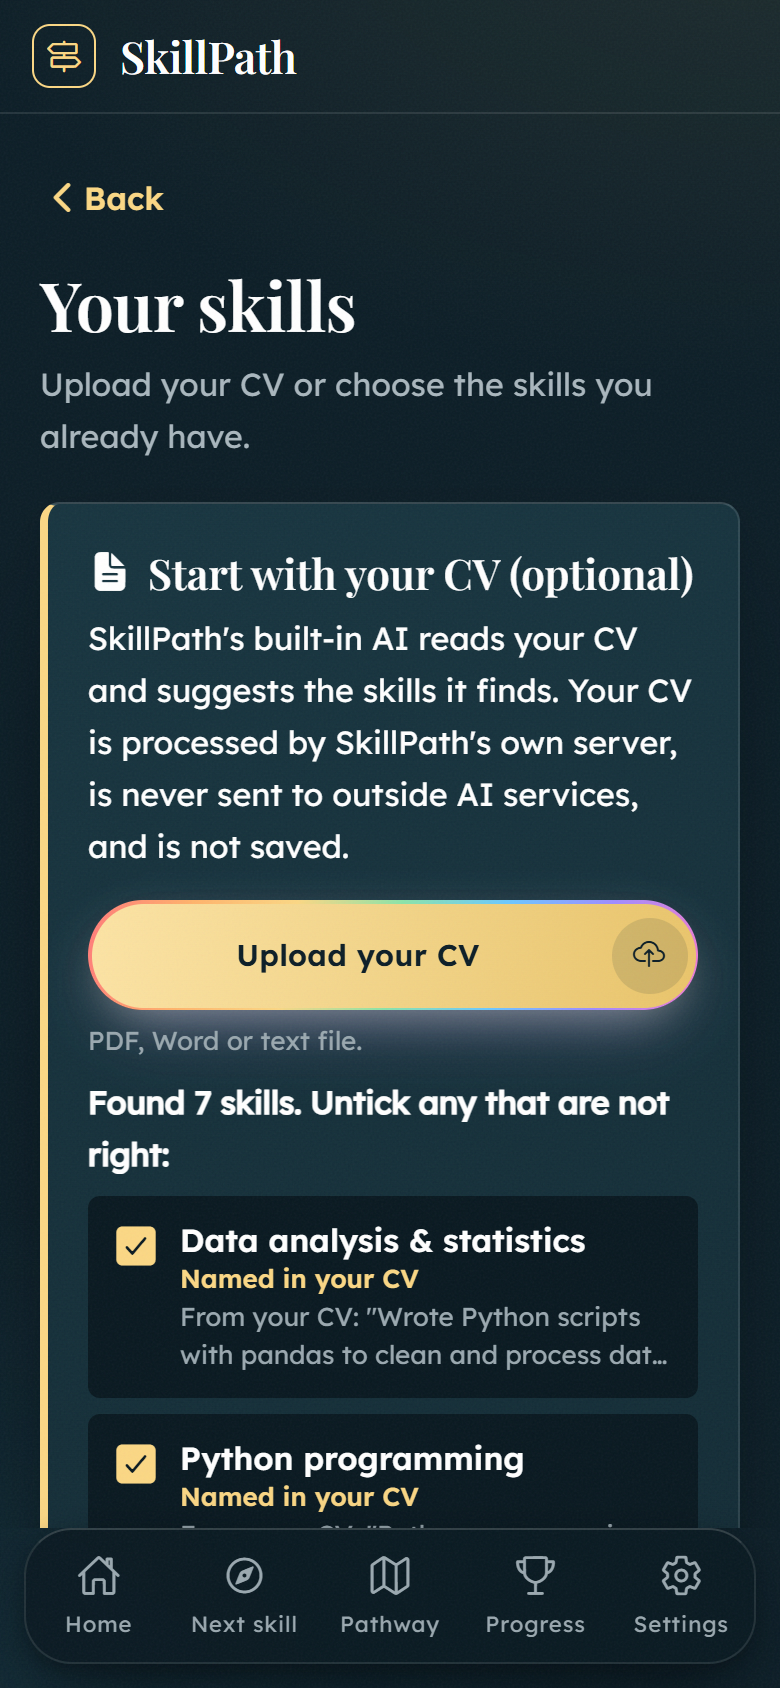 SkillPath
Back
Your skills
Upload your CV or choose the skills you
already have.
Start with your CV (optional)
SkillPath's built-in AI reads your CV
and suggests the skills it finds. Your CV
is processed by SkillPath's own server,
is never sent to outside AI services,
and is not saved.
Upload your CV
PDF, Word or text file.
Found 7 skills. Untick any that are not
right:
Data analysis & statistics
Named in your CV
From your CV: "Wrote Python scripts
with pandas to clean and process dat...
Python programming
Named in your CV
Home
Next skill
Pathway
Progress
Settings